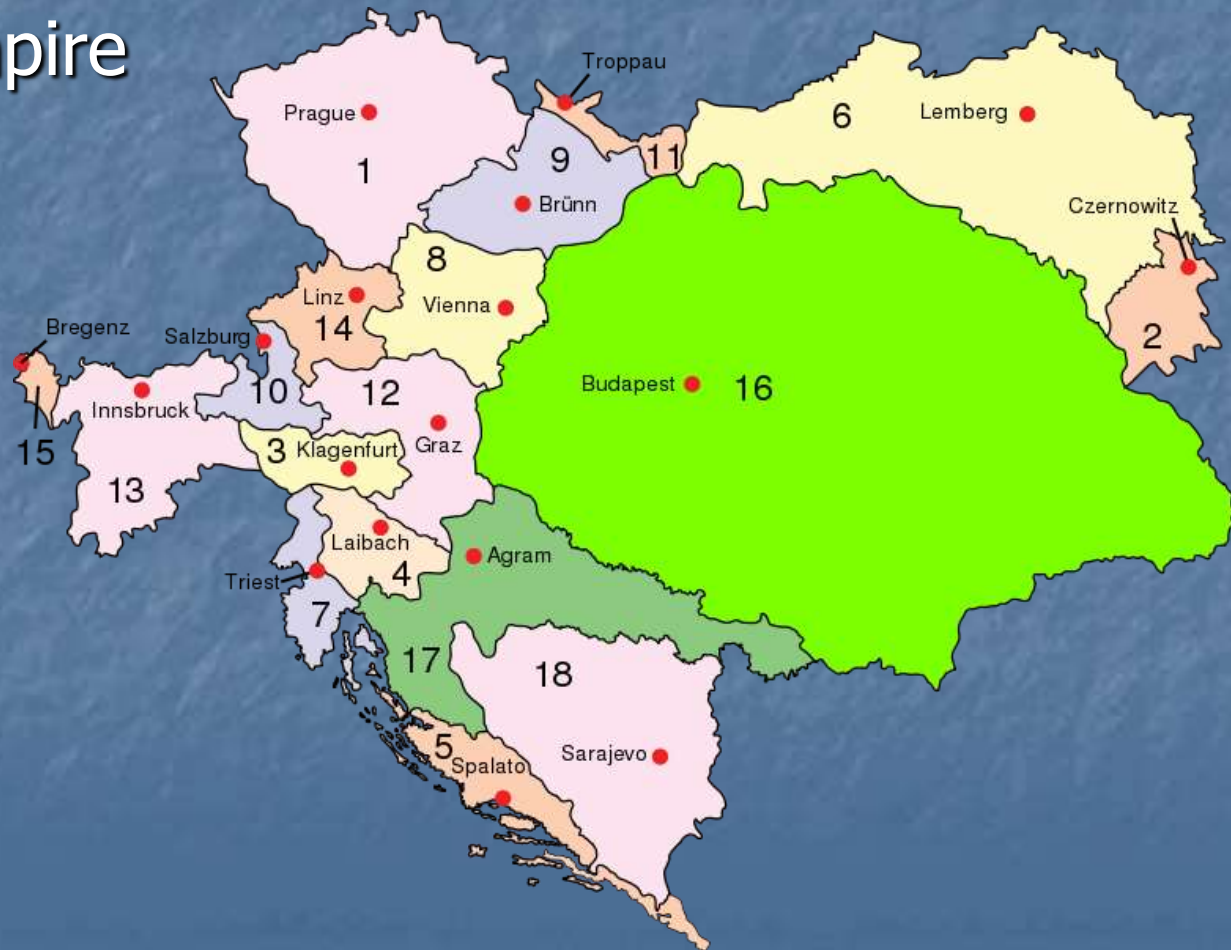 pire
Troppau
Prague
1
9
11
6
Lemberg
Brünn
Czernowitz
8
Linz
Vienna
14
2
Bregenz
Salzburg
Innsbruck
10
12
Budapest
16
15
3
Klagenfurt
Graz
13
Laibach
4
Agram
Triest
7
17
18
5
Spalato
Sarajevo